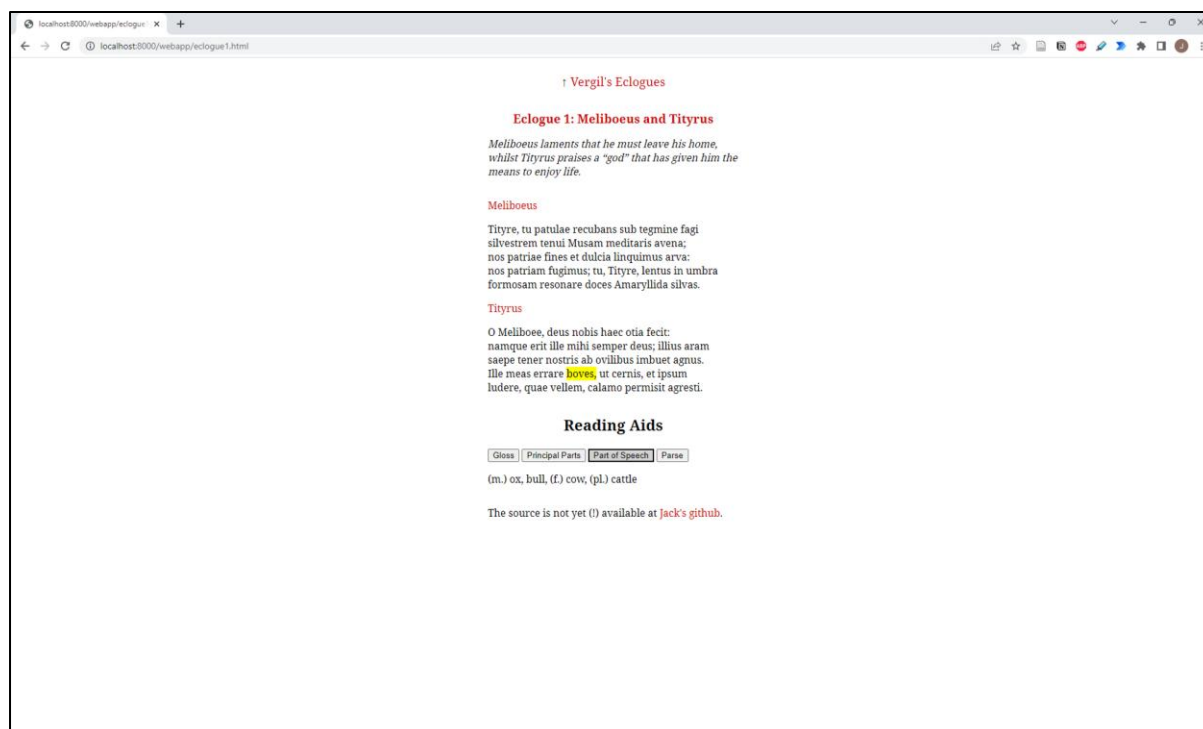 localhost:8000/webapp/eclogue1
localhost:8000/webapp/eclogue1.html
↑ Vergil's Eclogues
Eclogue 1: Meliboeus and Tityrus
Meliboeus laments that he must leave his home,
whilst Tityrus praises a “god” that has given him the
means to enjoy life.
Meliboeus
Tityre, tu patulae recubans sub tegmine fagi
silvestrem tenui Musam meditaris avena;
nos patriae fines et dulcia linquimus arva:
nos patriam fugimus; tu, Tityre, lentus in umbra
formosam resonare doces Amaryllida silvas.
Tityrus
O Meliboee, deus nobis haec otia fecit:
namque erit ille mihi semper deus; illius aram
saepe tener nostris ab ovilibus imbuet agnus.
Ille meas errare boves, ut cernis, et ipsum
ludere, quae vellem, calamo permisit agresti.
Reading Aids
Gloss Principal Parts Part of Speech Parse
(m.) ox, bull, (f.) cow, (pl.) cattle
The source is not yet (!) available at Jack's github.